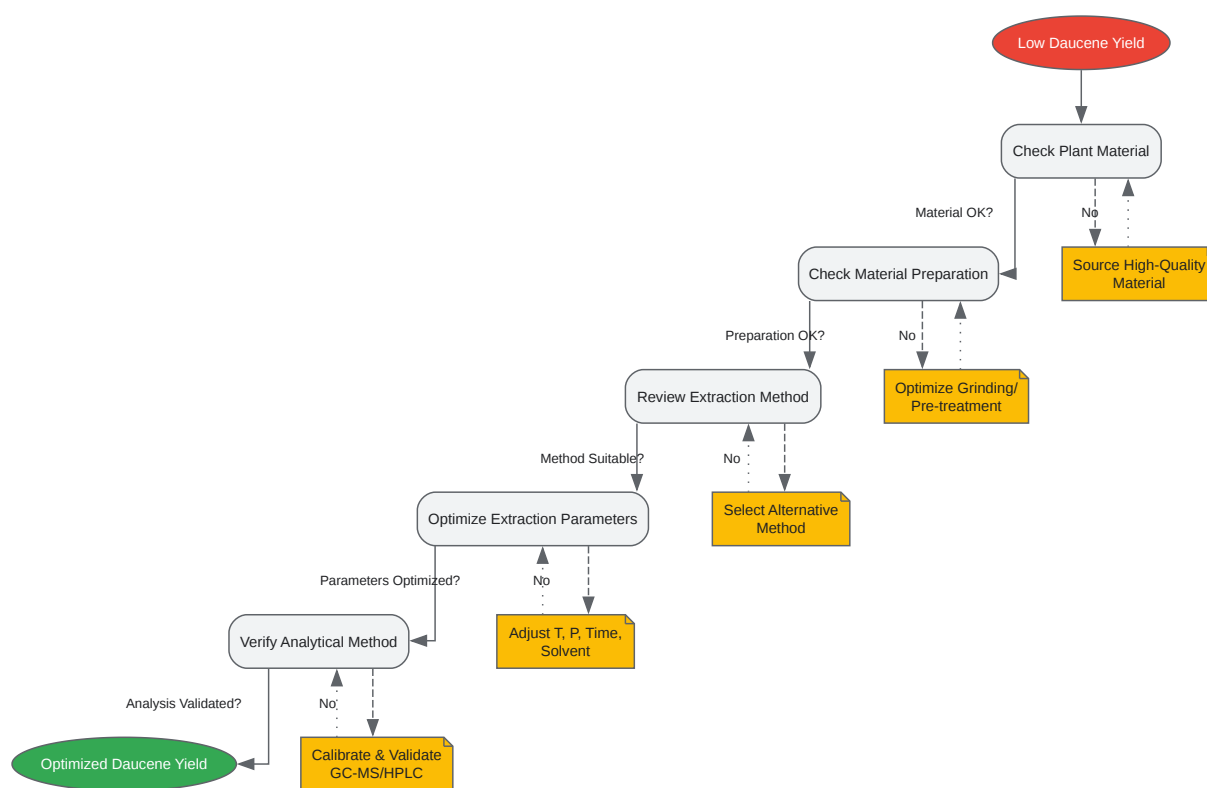 Low Daucene Yield
Check Plant Material
Material OK?
No
Source High-Quality
Material
Check Material Preparation
Preparation OK?
No
Optimize Grinding/
Pre-treatment
Review Extraction Method
Method Suitable?
No
Select Alternative
Method
Optimize Extraction Parameters
Parameters Optimized?
No
Adjust T, P, Time,
Solvent
Verify Analytical Method
Analysis Validated?
No
Calibrate & Validate
GC-MS/HPLC
Optimized Daucene Yield